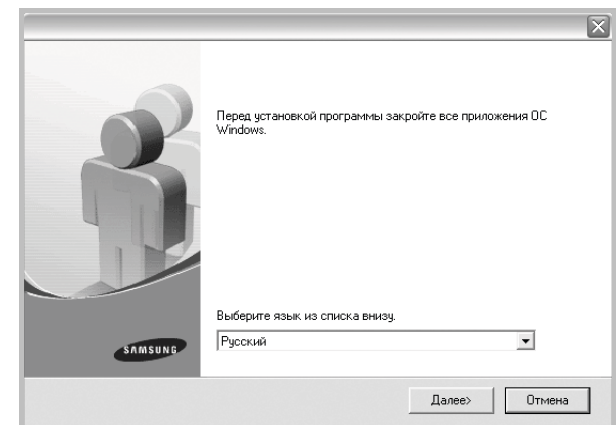 Перед установкой программы закройте все приложения ОС
Windows.
Выберите язык из списка внизу.
Русский
SAMSUNG
Далее>
Отмена